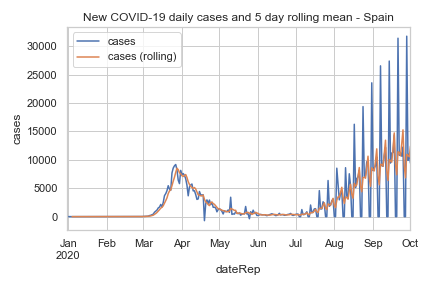 New COVID-19 daily cases and 5 day rolling mean - Spain
cases
cases (rolling)
30000
25000
20000
15000
10000
5000
0
cases
Jan Feb Mar Apr May Jun Jul Aug Sep Oct
2020
dateRep